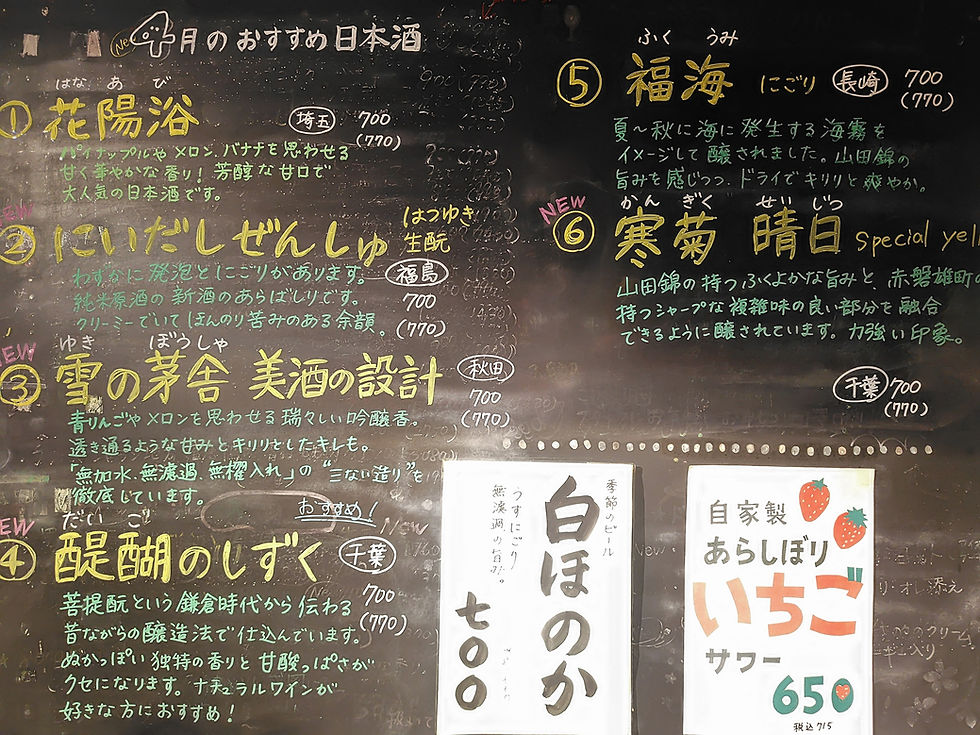 月のおすすめ日本酒
はな あ び
① 花陽浴 埼玉 700
(770)
パイナップルやメロン、バナナを思わせる
甘く華やかな香り! 芳醇な甘口で
大人気の日本酒です。
NEW
② にいだしぜんしゅ はつゆき
生酛
福島
わずかに発泡とにごりがあります。
純米原酒の新酒のあらばしりです。
クリーミーでいてほんのり苦みのある余韻。
700
(770)
NEW
ゆき ぼうしゃ
③ 雪の茅舎 美酒の設計 秋田
700
(770)
青りんごやメロンを思わせる瑞々しい吟醸香。
透き通るような甘みとキリリとしたキレも。
「無加水、無濾過、無櫂入れ」の "三ない造り"を
徹底しています。
おすすめ!
NEW
だい ご
④ 醍醐のしずく 千葉
700
(770)
菩提酛という鎌倉時代から伝わる
昔ながらの醸造法で仕込んでいます。
ぬかっぽい独特の香りと甘酸っぱさが
クセになります。ナチュラルワインが
好きな方におすすめ!
ふく うみ
⑤ 福海 にごり 長崎 700
(770)
夏~秋に海に発生する海霧を
イメージして醸されました。山田錦の
旨みを感じつつ、ドライでキリリと爽やか。
NEW
かん ぎく せい じつ
⑥ 寒菊 晴日 special yell
山田錦の持つふくよかな旨みと、赤磐雄町の
持つシャープな複雑味の良い部分を融合
できるように醸されています。力強い印象。
千葉 700
(770)
季節のビール
白ほのか
うすにごり
無濾過の旨み。
七〇〇
自家製
あらしぼり
いちご
サワー
650
税込 715